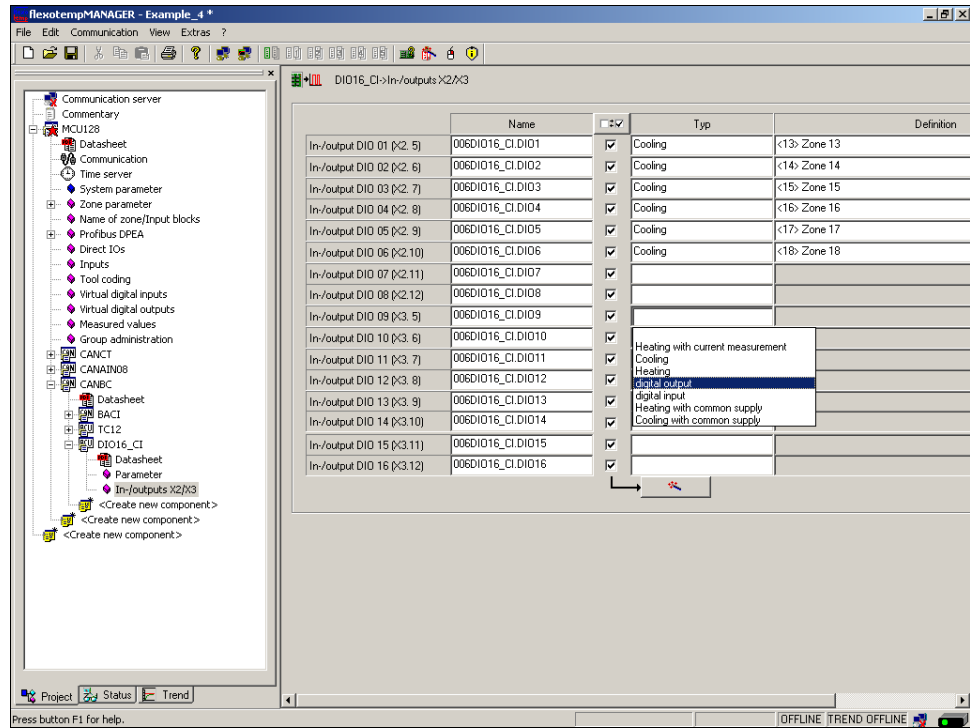 flexotempMANAGER - Example_4 *
File Edit Communication View Extras ?
DIO16_CI->In-/outputs X2/X3
Communication server
Commentary
MCU128
Datasheet
Communication
Time server
System parameter
Zone parameter
Name of zone/Input blocks
Profibus DPEA
Direct IOs
Inputs
Tool coding
Virtual digital inputs
Virtual digital outputs
Measured values
Group administration
CANCT
CANAIN08
CANBC
Datasheet
BACI
TC12
DIO16_CI
Datasheet
Parameter
In-/outputs X2/X3
<Create new component>
<Create new component>
<Create new component>
Project Status Trend
Name Typ Definition
In-/output DIO 01 (X2. 5) 006DIO16_CI.DIO1 Cooling <13> Zone 13
In-/output DIO 02 (X2. 6) 006DIO16_CI.DIO2 Cooling <14> Zone 14
In-/output DIO 03 (X2. 7) 006DIO16_CI.DIO3 Cooling <15> Zone 15
In-/output DIO 04 (X2. 8) 006DIO16_CI.DIO4 Cooling <16> Zone 16
In-/output DIO 05 (X2. 9) 006DIO16_CI.DIO5 Cooling <17> Zone 17
In-/output DIO 06 (X2.10) 006DIO16_CI.DIO6 Cooling <18> Zone 18
In-/output DIO 07 (X2.11) 006DIO16_CI.DIO7
In-/output DIO 08 (X2.12) 006DIO16_CI.DIO8
In-/output DIO 09 (X3. 5) 006DIO16_CI.DIO9
In-/output DIO 10 (X3. 6) 006DIO16_CI.DIO10
In-/output DIO 11 (X3. 7) 006DIO16_CI.DIO11
In-/output DIO 12 (X3. 8) 006DIO16_CI.DIO12
In-/output DIO 13 (X3. 9) 006DIO16_CI.DIO13
In-/output DIO 14 (X3.10) 006DIO16_CI.DIO14
In-/output DIO 15 (X3.11) 006DIO16_CI.DIO15
In-/output DIO 16 (X3.12) 006DIO16_CI.DIO16
Heating with current measurement
Cooling
Heating
digital output
digital input
Heating with common supply
Cooling with common supply
Press button F1 for help. OFFLINE TREND OFFLINE